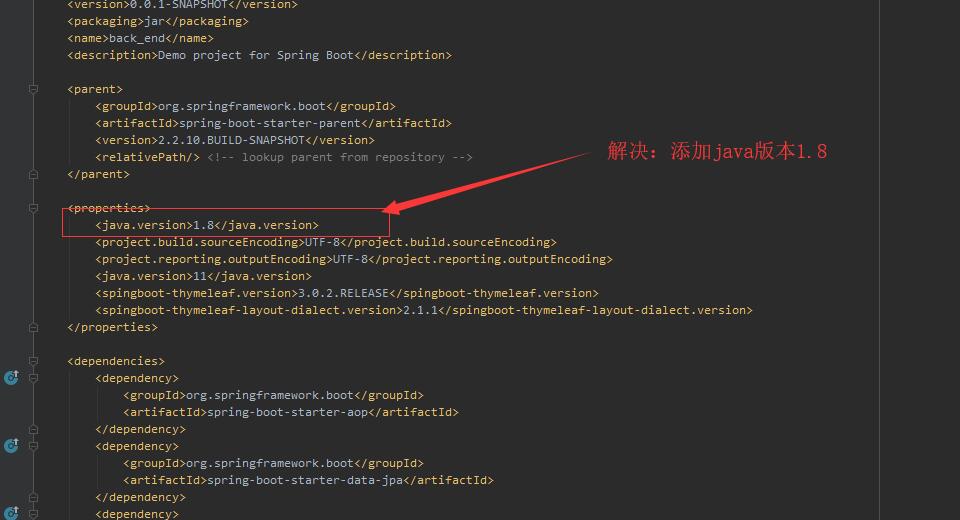 <version>0.0.1-SNAPSHOT</version>
<packaging>jar</packaging>
<name>back_end</name>
<description>Demo project for Spring Boot</description>
<parent>
<groupId>org.springframework.boot</groupId>
<artifactId>spring-boot-starter-parent</artifactId>
<version>2.2.10.BUILD-SNAPSHOT</version>
<relativePath/> <!-- lookup parent from repository -->
</parent>
解决：添加java版本1.8
<properties>
<java.version>1.8</java.version>
<project.build.sourceEncoding>UTF-8</project.build.sourceEncoding>
<project.reporting.outputEncoding>UTF-8</project.reporting.outputEncoding>
<java.version>11</java.version>
<spingboot-thymeleaf.version>3.0.2.RELEASE</spingboot-thymeleaf.version>
<spingboot-thymeleaf-layout-dialect.version>2.1.1</spingboot-thymeleaf-layout-dialect.version>
</properties>
<dependencies>
<dependency>
<groupId>org.springframework.boot</groupId>
<artifactId>spring-boot-starter-aop</artifactId>
</dependency>
<dependency>
<groupId>org.springframework.boot</groupId>
<artifactId>spring-boot-starter-data-jpa</artifactId>
</dependency>
<dependency>